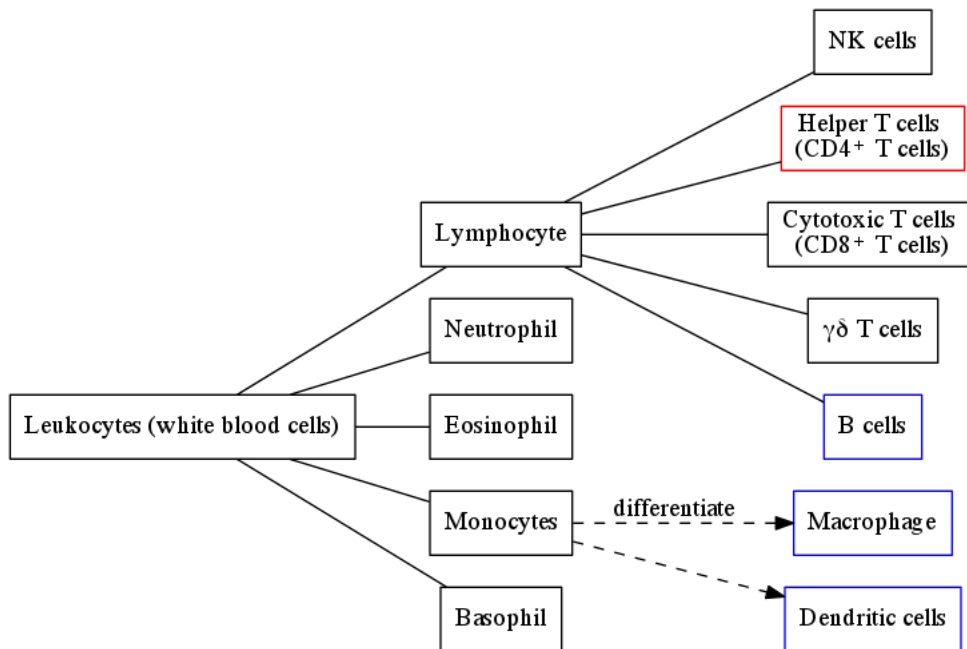 NK cells
Helper T cells
(CD4⁺ T cells)
Lymphocyte
Cytotoxic T cells
(CD8⁺ T cells)
Neutrophil
γδ T cells
Leukocytes (white blood cells)
Eosinophil
B cells
Monocytes
differentiate
Macrophage
Basophil
Dendritic cells